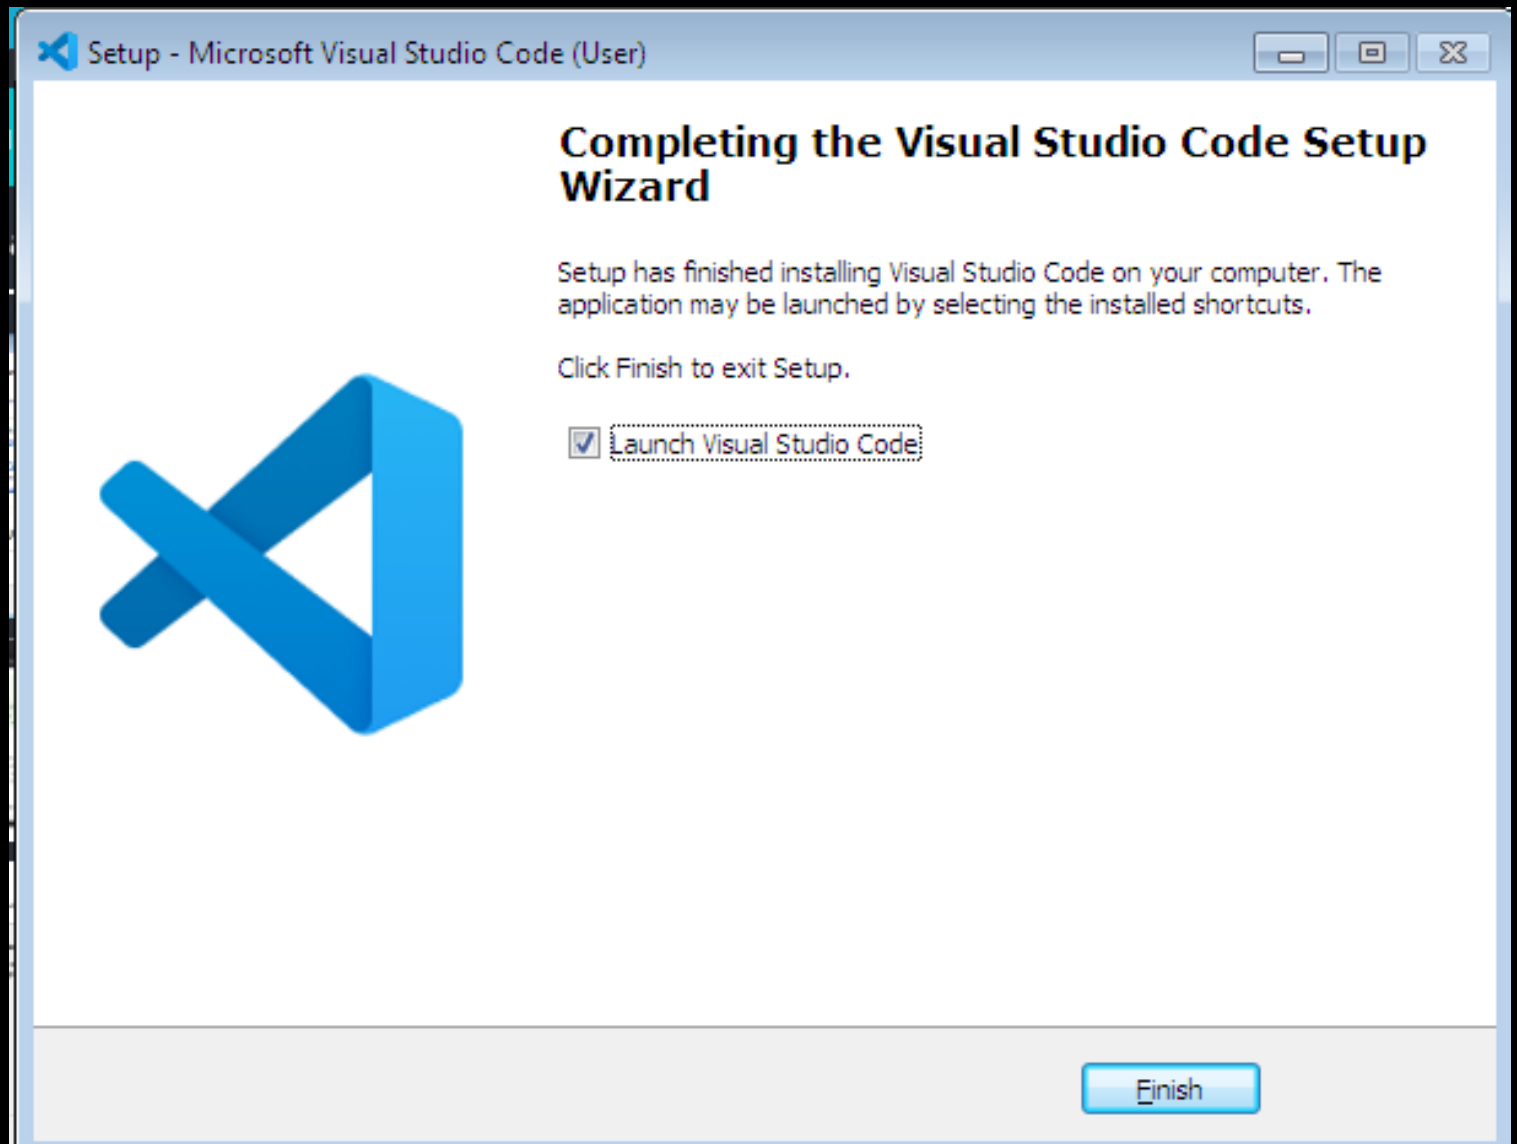 Setup - Microsoft Visual Studio Code (User)
Completing the Visual Studio Code Setup
Wizard
Setup has finished installing Visual Studio Code on your computer. The
application may be launched by selecting the installed shortcuts.
Click Finish to exit Setup.
Launch Visual Studio Code
Finish